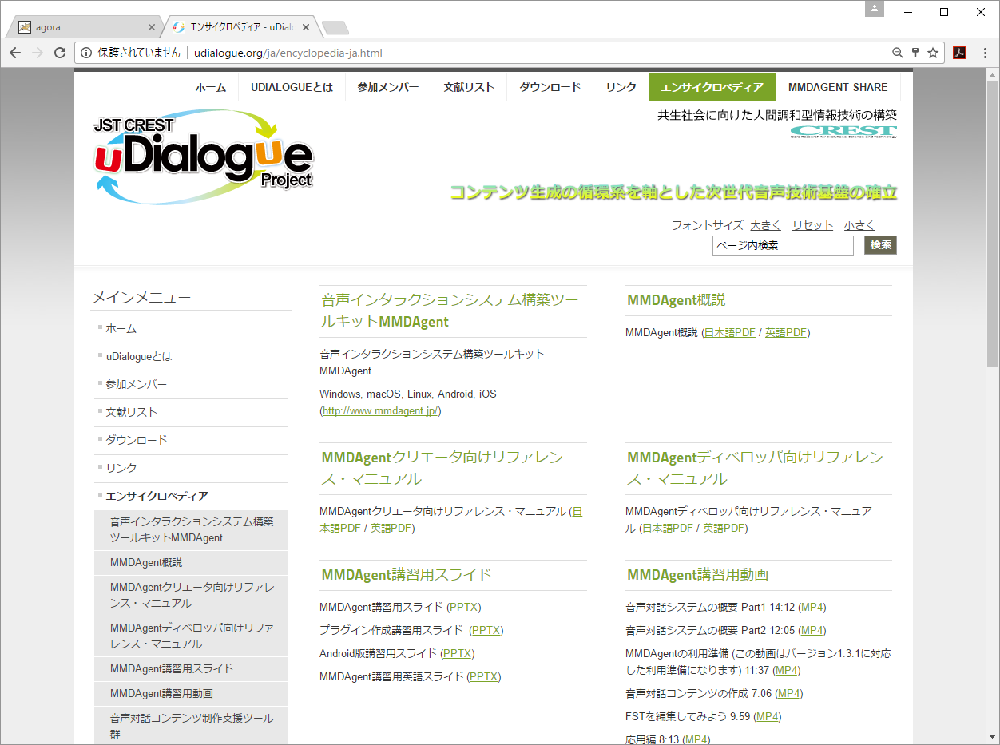 agora
エンサイクロペディア - uDialo
保護されていません
udialogue.org/ja/encyclopedia-ja.html
ホーム
UDIALOGUEとは
参加メンバー
文献リスト
ダウンロード
リンク
エンサイクロペディア
MMDAGENT SHARE
JST CREST
uDialogue
Project
共生社会に向けた人間調和型情報技術の構築
CREST
Core Research for Evolutional Science and Technology
コンテンツ生成の循環系を軸とした次世代音声技術基盤の確立
フォントサイズ 大きく リセット 小さく
ページ内検索
検索
メインメニュー
ホーム
uDialogueとは
参加メンバー
文献リスト
ダウンロード
リンク
エンサイクロペディア
音声インタラクションシステム構築
ツールキットMMDAgent
MMDAgent概説
MMDAgentクリエータ向けリファレ
ンス・マニュアル
MMDAgentディベロッパ向けリファ
レンス・マニュアル
MMDAgent講習用スライド
MMDAgent講習用動画
音声対話コンテンツ制作支援ツール
群
音声インタラクションシステム構築ツー
ルキットMMDAgent
音声インタラクションシステム構築ツールキット
MMDAgent
Windows, macOS, Linux, Android, iOS
(http://www.mmdagent.jp/)
MMDAgent概説
MMDAgent概説 (日本語PDF / 英語PDF)
MMDAgentクリエータ向けリファレン
ス・マニュアル
MMDAgentクリエータ向けリファレンス・マニュアル (日
本語PDF / 英語PDF)
MMDAgentディベロッパ向けリファレン
ス・マニュアル
MMDAgentディベロッパ向けリファレンス・マニュア
ル (日本語PDF / 英語PDF)
MMDAgent講習用スライド
MMDAgent講習用スライド (PPTX)
プラグイン作成講習用スライド (PPTX)
Android版講習用スライド (PPTX)
MMDAgent講習用英語スライド (PPTX)
MMDAgent講習用動画
音声対話システムの概要 Part1 14:12 (MP4)
音声対話システムの概要 Part2 12:05 (MP4)
MMDAgentの利用準備 (この動画はバージョン1.3.1に対応
した利用準備になります) 11:37 (MP4)
音声対話コンテンツの作成 7:06 (MP4)
FSTを編集してみよう 9:59 (MP4)
応用編 8:13 (MP4)